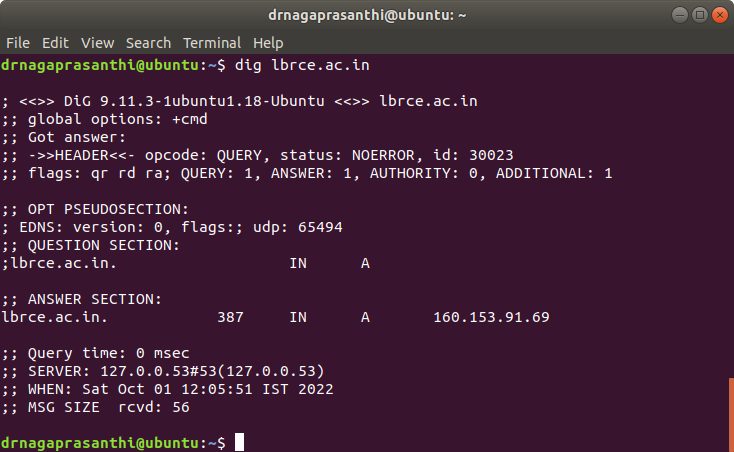 drnagaprasanthi@ubuntu: ~
File Edit View Search Terminal Help
drnagaprasanthi@ubuntu:~$ dig lbrce.ac.in
; <<>> DiG 9.11.3-1ubuntu1.18-Ubuntu <<>> lbrce.ac.in
;; global options: +cmd
;; Got answer:
;; ->>HEADER<<- opcode: QUERY, status: NOERROR, id: 30023
;; flags: qr rd ra; QUERY: 1, ANSWER: 1, AUTHORITY: 0, ADDITIONAL: 1
;; OPT PSEUDOSECTION:
; EDNS: version: 0, flags:; udp: 65494
;; QUESTION SECTION:
;lbrce.ac.in. IN A
;; ANSWER SECTION:
lbrce.ac.in. 387 IN A 160.153.91.69
;; Query time: 0 msec
;; SERVER: 127.0.0.53#53(127.0.0.53)
;; WHEN: Sat Oct 01 12:05:51 IST 2022
;; MSG SIZE rcvd: 56
drnagaprasanthi@ubuntu:~$